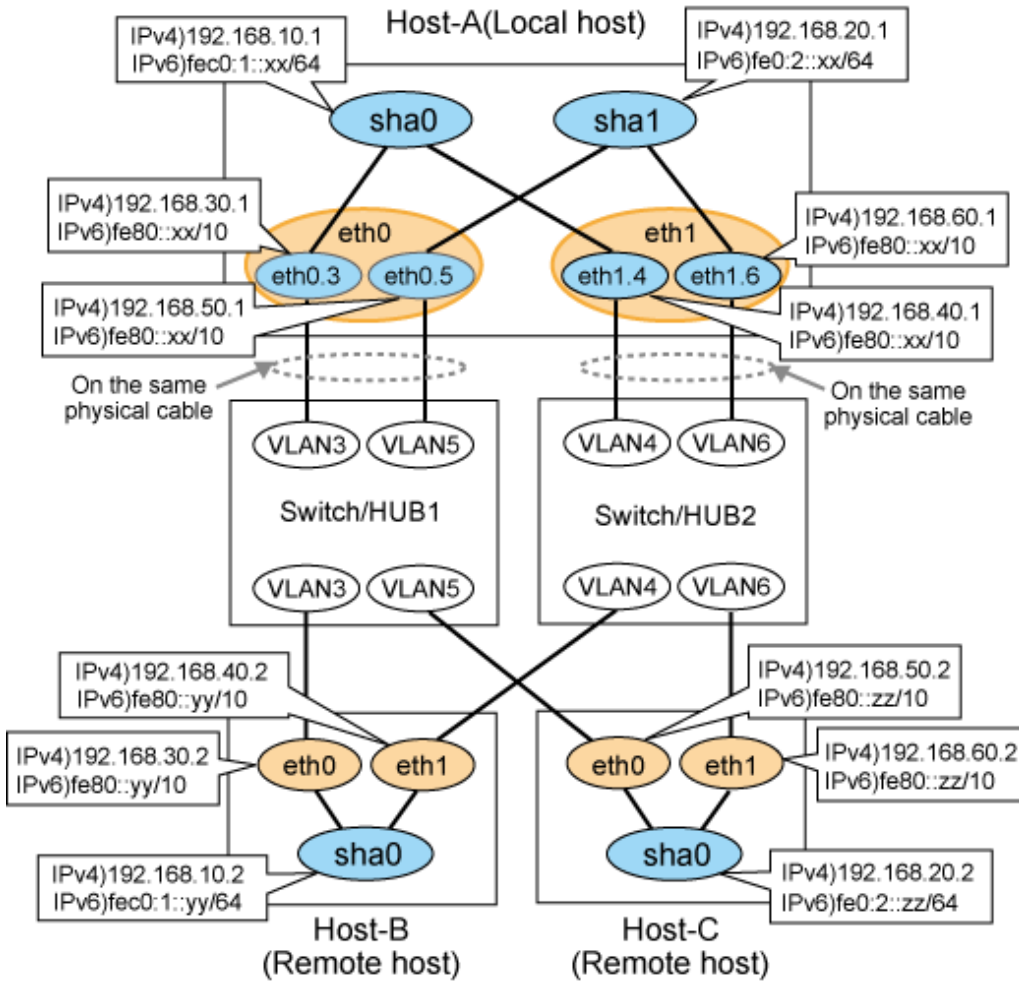 Host-A(Local host)
IPv4)192.168.10.1
IPv6)fec0:1::xx/64
IPv4)192.168.20.1
IPv6)fe0:2::xx/64
sha0
sha1
IPv4)192.168.30.1
IPv6)fe80::xx/10
eth0
eth1
IPv4)192.168.60.1
IPv6)fe80::xx/10
eth0.3
eth0.5
eth1.4
eth1.6
IPv4)192.168.50.1
IPv6)fe80::xx/10
IPv4)192.168.40.1
IPv6)fe80::xx/10
On the same
physical cable
On the same
physical cable
VLAN3
VLAN5
VLAN4
VLAN6
Switch/HUB1
Switch/HUB2
VLAN3
VLAN5
VLAN4
VLAN6
IPv4)192.168.40.2
IPv6)fe80::yy/10
IPv4)192.168.50.2
IPv6)fe80::zz/10
IPv4)192.168.30.2
IPv6)fe80::yy/10
eth0
eth1
eth0
eth1
IPv4)192.168.60.2
IPv6)fe80::zz/10
sha0
sha0
IPv4)192.168.10.2
IPv6)fec0:1::yy/64
IPv4)192.168.20.2
IPv6)fe0:2::zz/64
Host-B
(Remote host)
Host-C
(Remote host)